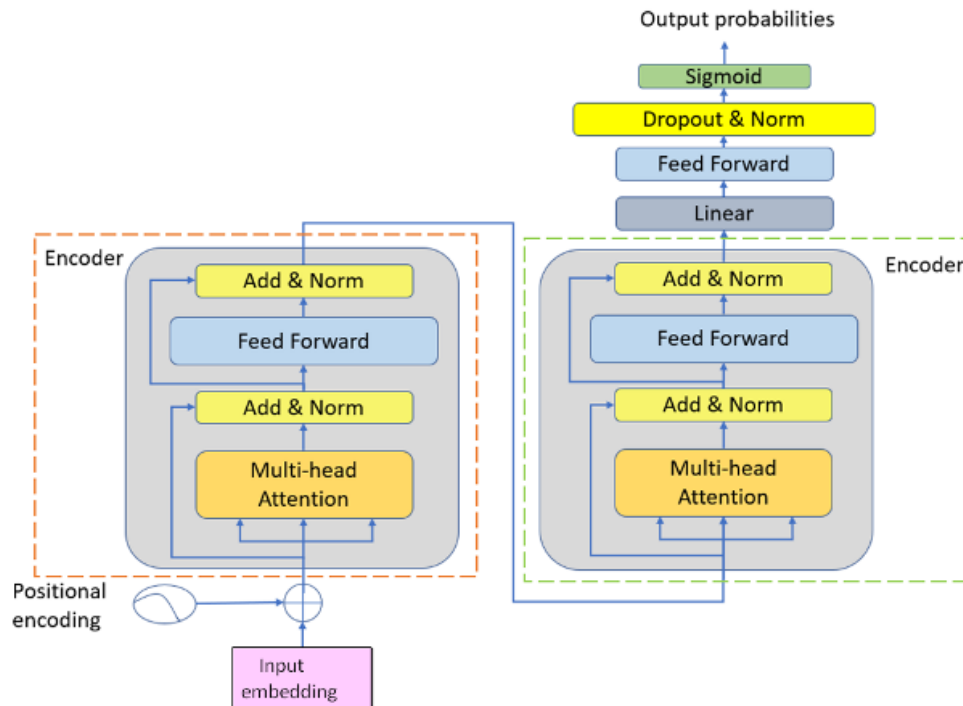 Output probabilities
Sigmoid
Dropout & Norm
Feed Forward
Linear
Encoder
Add & Norm
Feed Forward
Add & Norm
Multi-head
Attention
Positional
encoding
Input
embedding
Encoder
Add & Norm
Feed Forward
Add & Norm
Multi-head
Attention